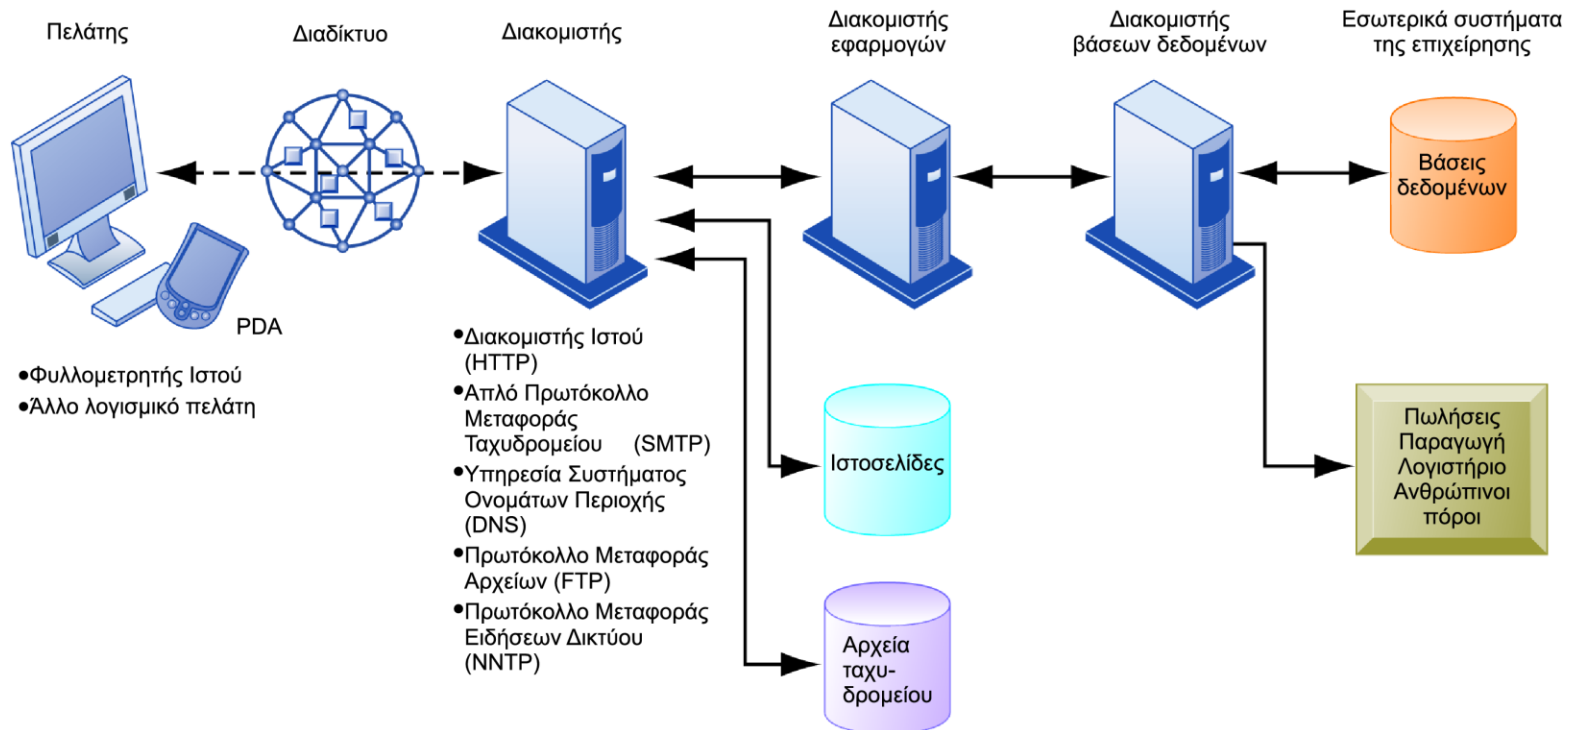 Πελάτης
Διαδίκτυο
Διακομιστής
Διακομιστής
εφαρμογών
Διακομιστής
βάσεων δεδομένων
Εσωτερικά συστήματα
της επιχείρησης
PDA
•Φυλλομετρητής Ιστού
•Άλλο λογισμικό πελάτη
•Διακομιστής Ιστού
(HTTP)
•Απλό Πρωτόκολλο
Μεταφοράς
Ταχυδρομείου (SMTP)
•Υπηρεσία Συστήματος
Ονομάτων Περιοχής
(DNS)
•Πρωτόκολλο Μεταφοράς
Αρχείων (FTP)
•Πρωτόκολλο Μεταφοράς
Ειδήσεων Δικτύου
(NNTP)
Ιστοσελίδες
Αρχεία
ταχυ-
δρομείου
Βάσεις
δεδομένων
Πωλήσεις
Παραγωγή
Λογιστήριο
Ανθρώπινοι
πόροι